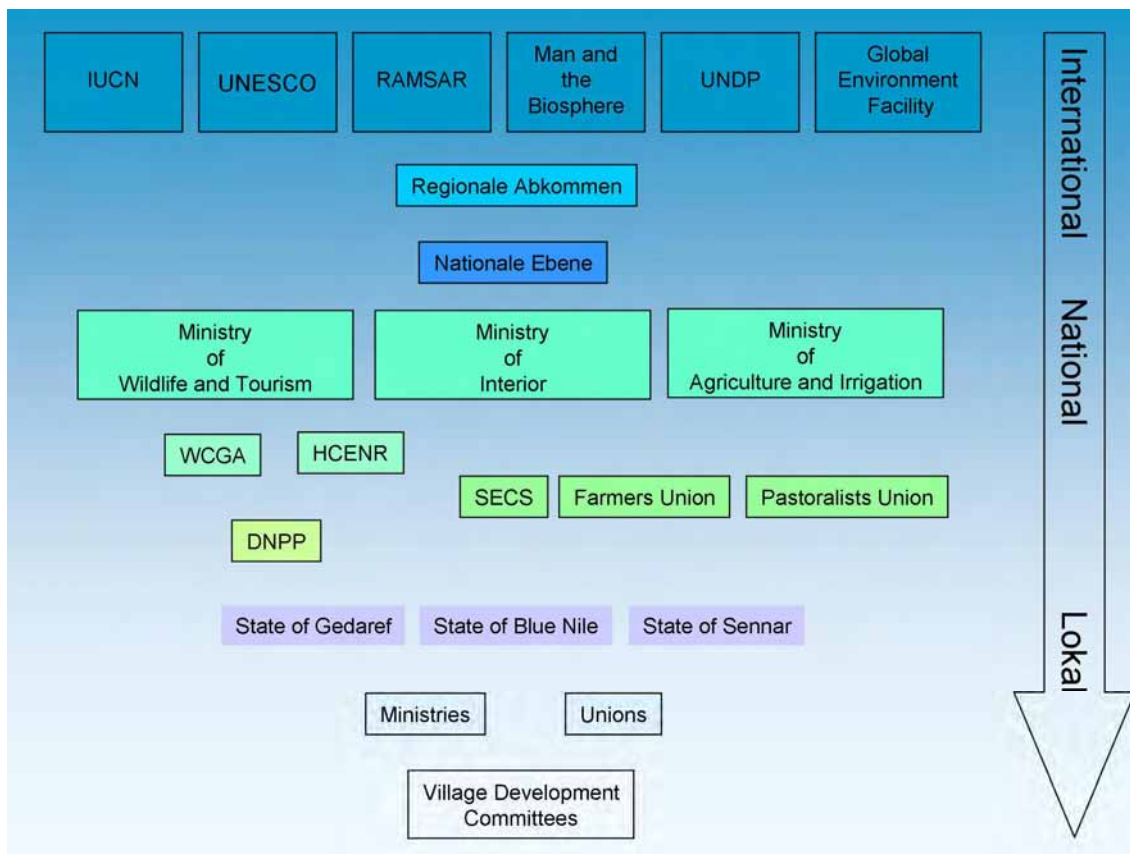 IUCN
UNESCO
RAMSAR
Man and
the
Biosphere
UNDP
Global
Environment
Facility
Regionale Abkommen
Nationale Ebene
Ministry
of
Wildlife and Tourism
Ministry
of
Interior
Ministry
of
Agriculture and Irrigation
WCGA
HCENR
SECS
Farmers Union
Pastoralists Union
DNPP
State of Gedaref
State of Blue Nile
State of Sennar
Ministries
Unions
Village Development
Committees
International
National
Lokal